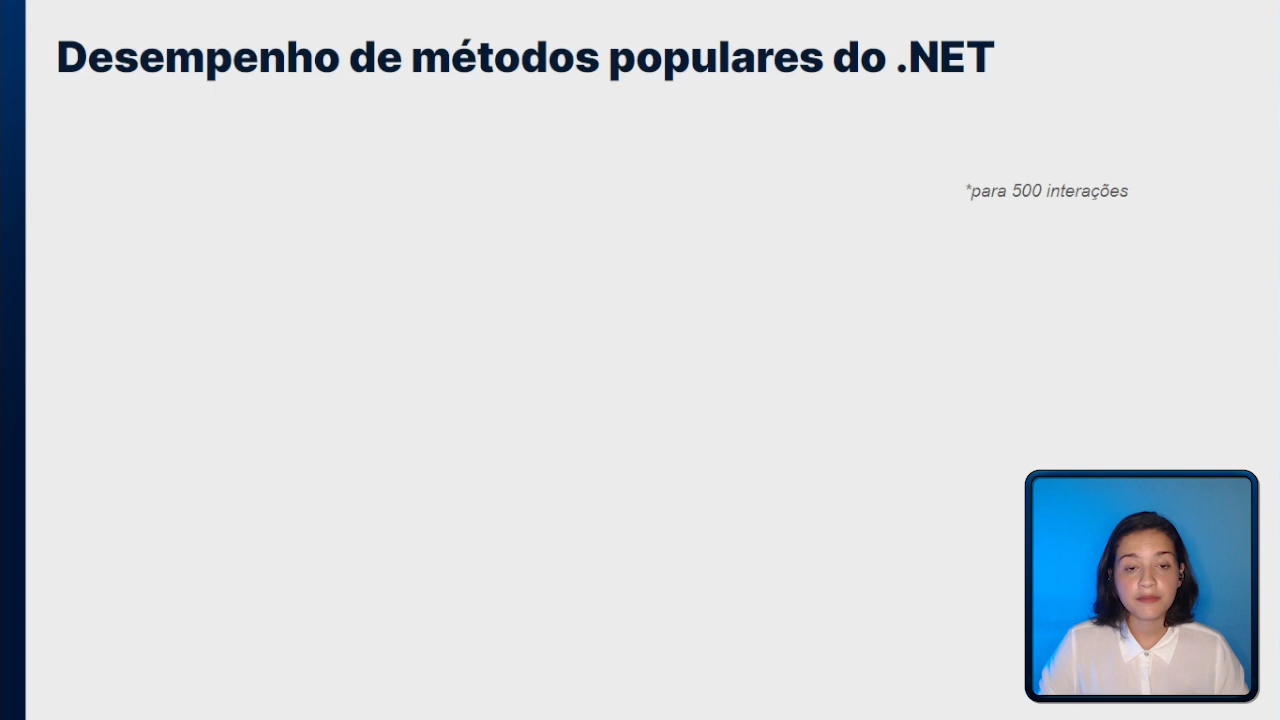 Desempenho de métodos populares do .NET
*para 500 interações